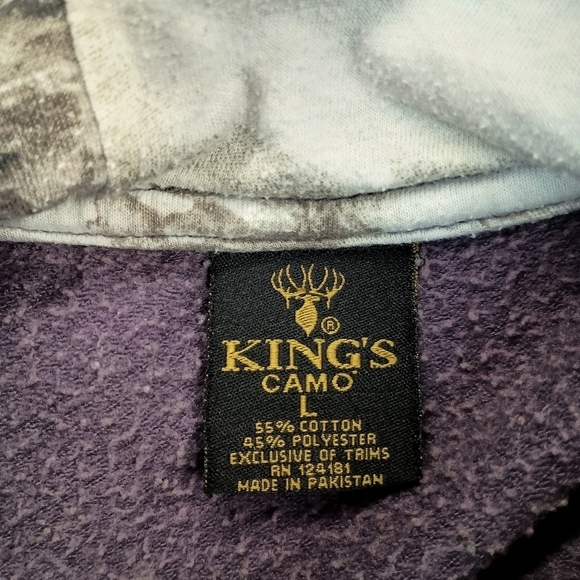 ®
KING'S
CAMO
L
55% COTTON
45% POLYESTER
EXCLUSIVE OF TRIMS
RN 124181
MADE IN PAKISTAN